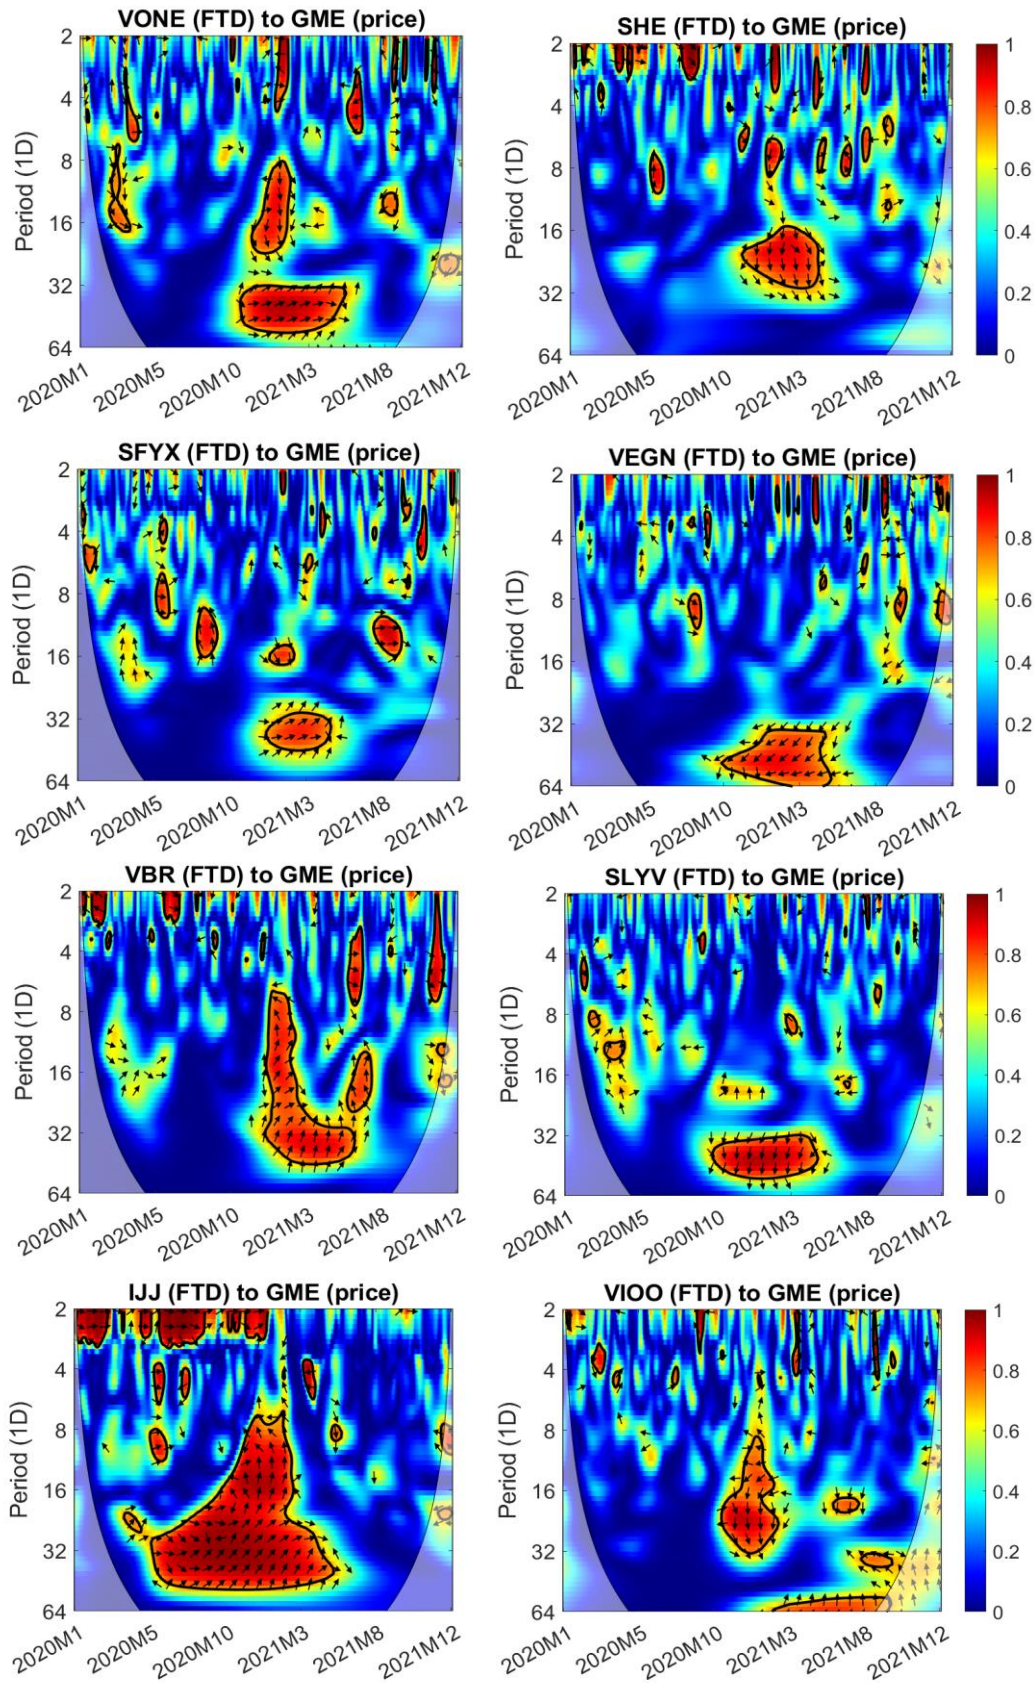 VONE (FTD) to GME (price)
2
4
8
16
32
64
Period (1D)
2020M1
2020M5
2020M10
2021M3
2021M8
2021M12
SHE (FTD) to GME (price)
2
4
8
16
32
64
2020M1
2020M5
2020M10
2021M3
2021M8
2021M12
1
0.8
0.6
0.4
0.2
0
SFYX (FTD) to GME (price)
2
4
8
16
32
64
Period (1D)
2020M1
2020M5
2020M10
2021M3
2021M8
2021M12
VEGN (FTD) to GME (price)
2
4
8
16
32
64
Period (1D)
2020M1
2020M5
2020M10
2021M3
2021M8
2021M12
1
0.8
0.6
0.4
0.2
0
VBR (FTD) to GME (price)
2
4
8
16
32
64
Period (1D)
2020M1
2020M5
2020M10
2021M3
2021M8
2021M12
SLYV (FTD) to GME (price)
2
4
8
16
32
64
Period (1D)
2020M1
2020M5
2020M10
2021M3
2021M8
2021M12
1
0.8
0.6
0.4
0.2
0
IJJ (FTD) to GME (price)
2
4
8
16
32
64
Period (1D)
2020M1
2020M5
2020M10
2021M3
2021M8
2021M12
VIOO (FTD) to GME (price)
2
4
8
16
32
64
Period (1D)
2020M1
2020M5
2020M10
2021M3
2021M8
2021M12
1
0.8
0.6
0.4
0.2
0